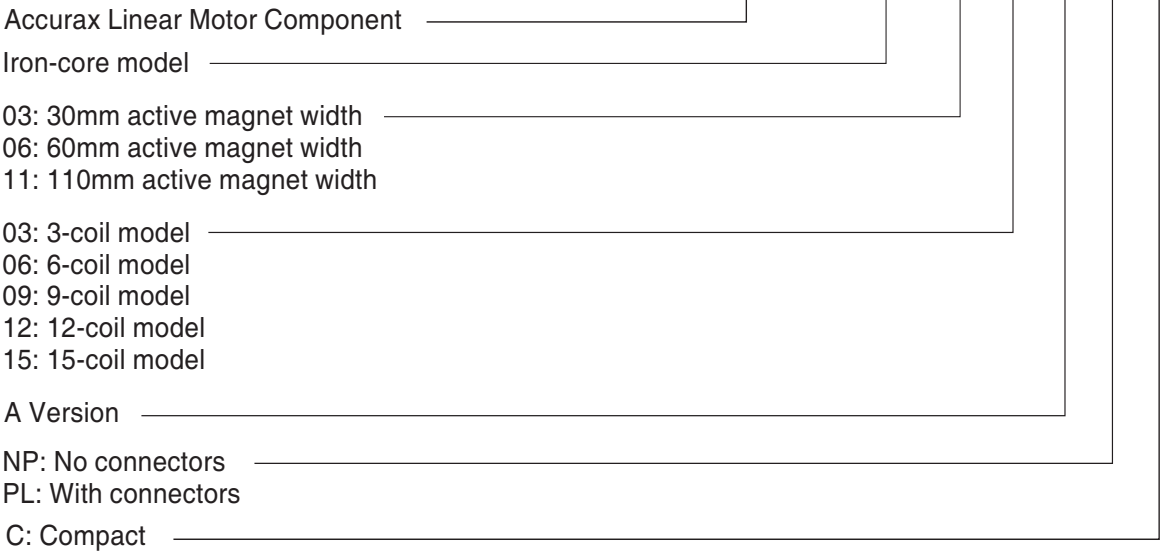 Accurax Linear Motor Component
Iron-core model
03: 30mm active magnet width
06: 60mm active magnet width
11: 110mm active magnet width
03: 3-coil model
06: 6-coil model
09: 9-coil model
12: 12-coil model
15: 15-coil model
A Version
NP: No connectors
PL: With connectors
C: Compact